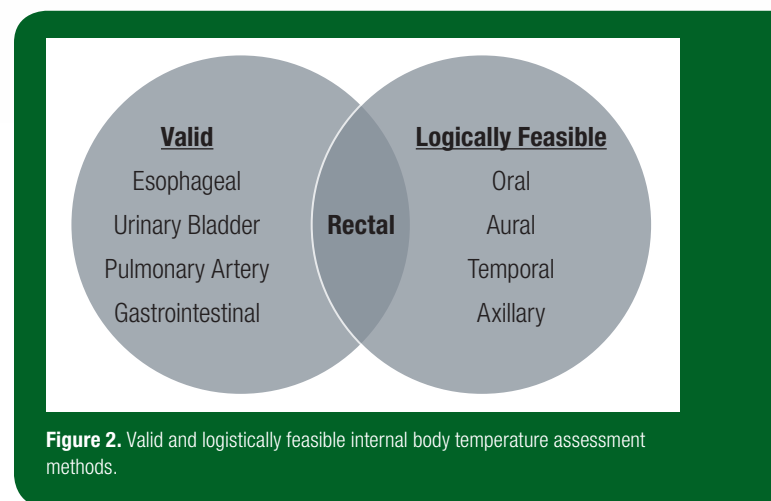 Valid
Esophageal
Urinary Bladder
Pulmonary Artery
Gastrointestinal
Rectal
Logically Feasible
Oral
Aural
Temporal
Axillary
Figure 2. Valid and logistically feasible internal body temperature assessment
methods.